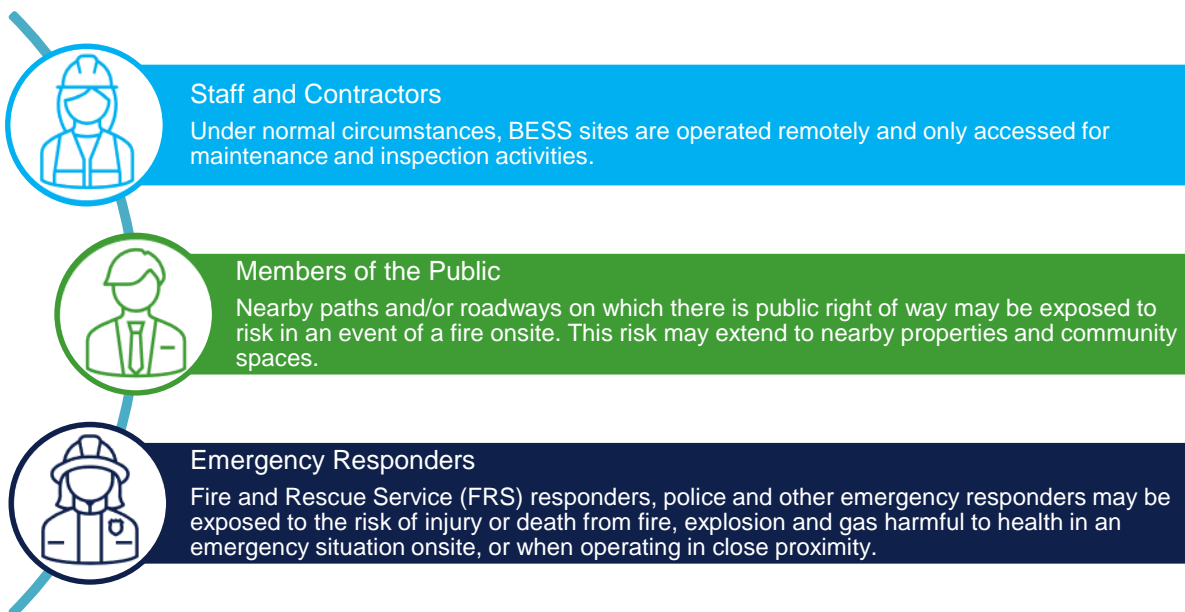 Staff and Contractors
Under normal circumstances, BESS sites are operated remotely and only accessed for
maintenance and inspection activities.
Members of the Public
Nearby paths and/or roadways on which there is public right of way may be exposed to
risk in an event of a fire onsite. This risk may extend to nearby properties and community
spaces.
Emergency Responders
Fire and Rescue Service (FRS) responders, police and other emergency responders may be
exposed to the risk of injury or death from fire, explosion and gas harmful to health in an
emergency situation onsite, or when operating in close proximity.